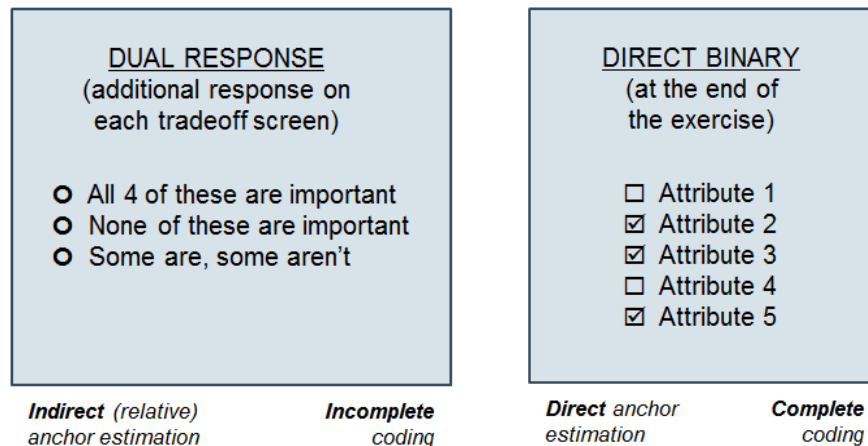 DUAL RESPONSE
(additional response on
each tradeoff screen)
All 4 of these are important
None of these are important
Some are, some aren't
Indirect (relative)
anchor estimation
Incomplete
coding
DIRECT BINARY
(at the end of
the exercise)
Attribute 1
Attribute 2
Attribute 3
Attribute 4
Attribute 5
Direct anchor
estimation
Complete
coding